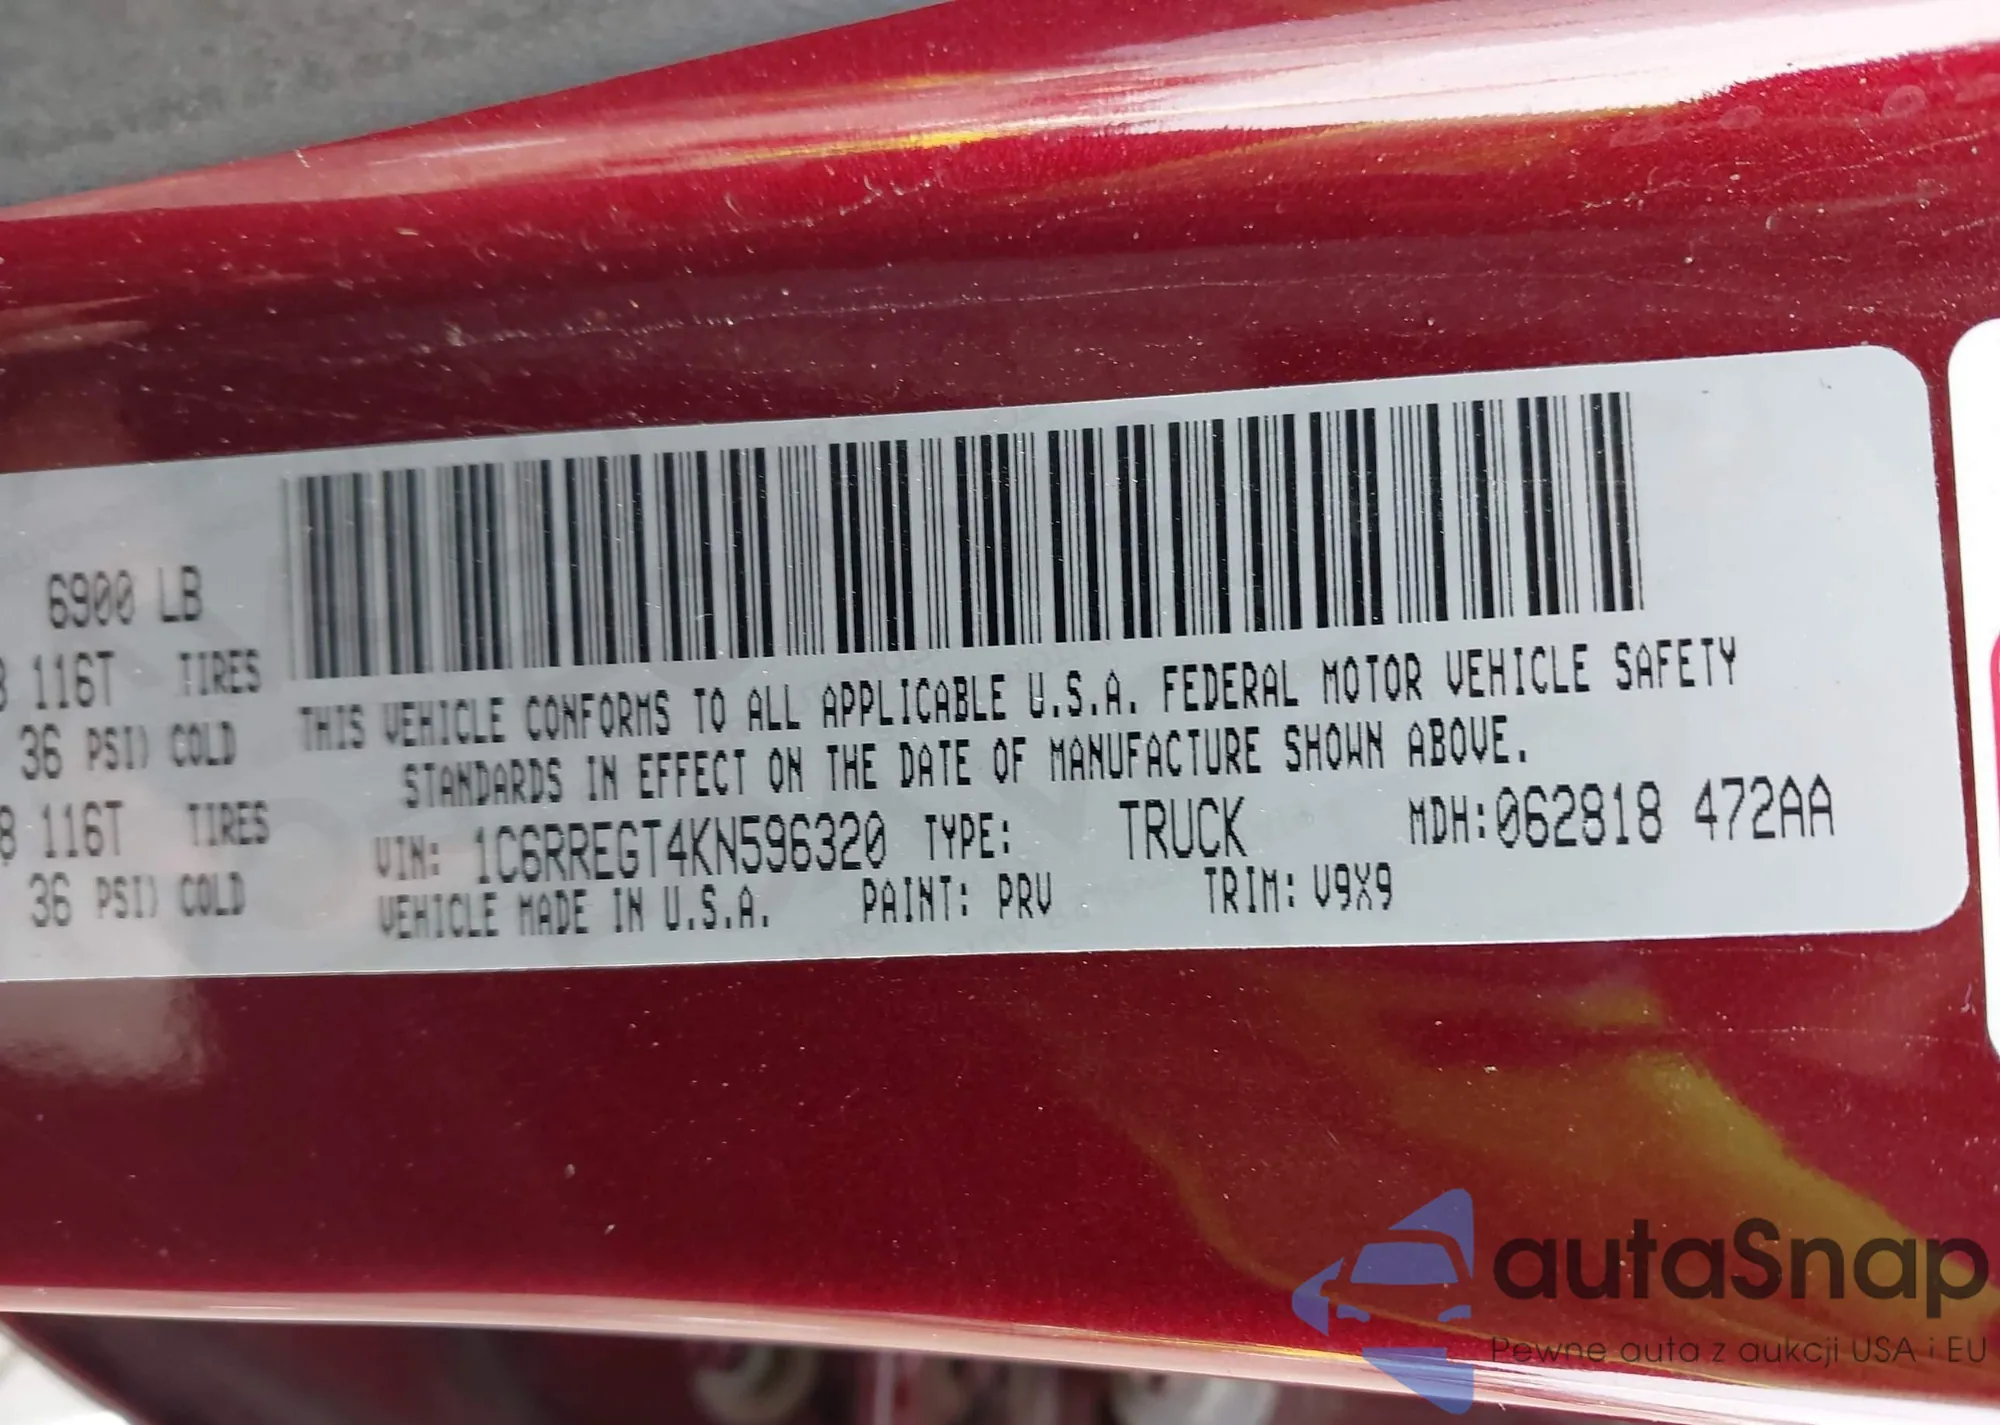 6900 LB
116T TIRES
36 PSI) COLD
116T TIRES
36 PSI) COLD
THIS VEHICLE CONFORMS TO ALL APPLICABLE U.S.A. FEDERAL MOTOR VEHICLE SAFETY
STANDARDS IN EFFECT ON THE DATE OF MANUFACTURE SHOWN ABOVE.
VIN: 1C6RREGT4KN596320 TYPE: TRUCK MDH:062818 472AA
VEHICLE MADE IN U.S.A. PAINT: PRV TRIM: V9X9
autaSnap
Pewne auta z aukcji USA i EU